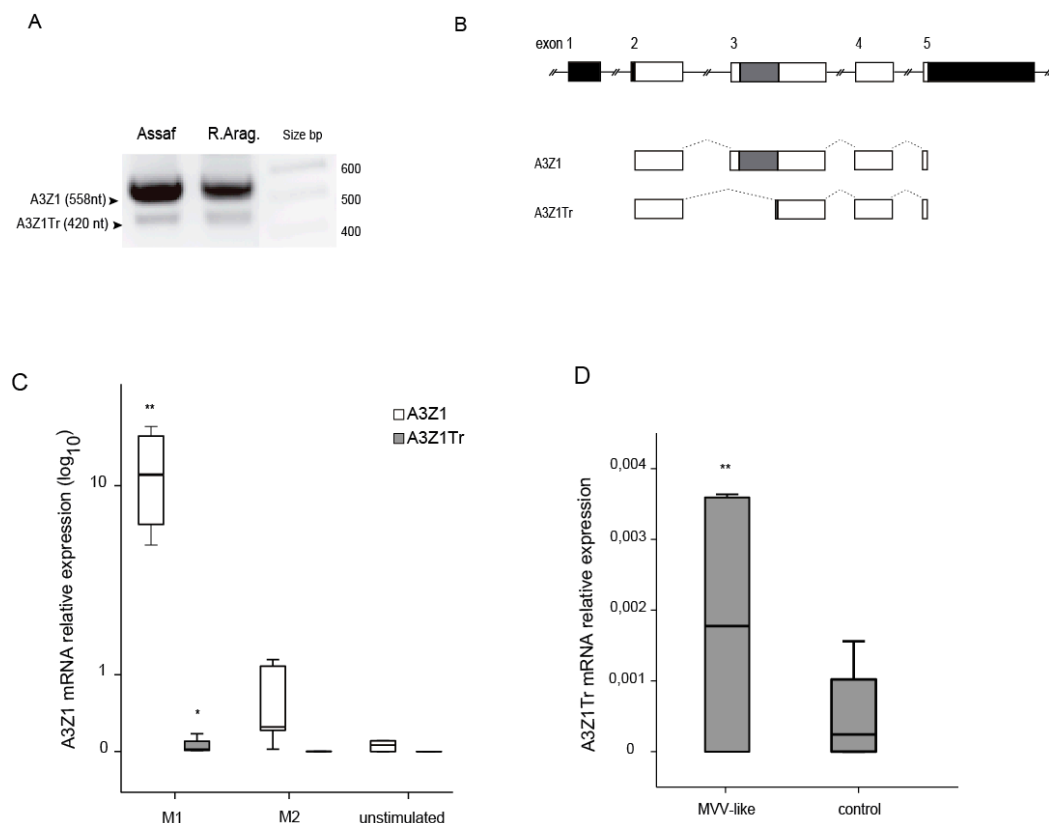 A
Assaf R.Arag. Size bp
600
A3Z1 (558nt) 500
A3Z1Tr (420 nt) 400
B
exon 1 2 3 4 5
A3Z1
A3Z1Tr
C
A3Z1 mRNA relative expression (log10)
**
A3Z1
A3Z1Tr
10
1
*
0
M1 M2 unstimulated
D
A3Z1Tr mRNA relative expression
0,004
**
0,003
0,002
0,001
0
MVV-like control